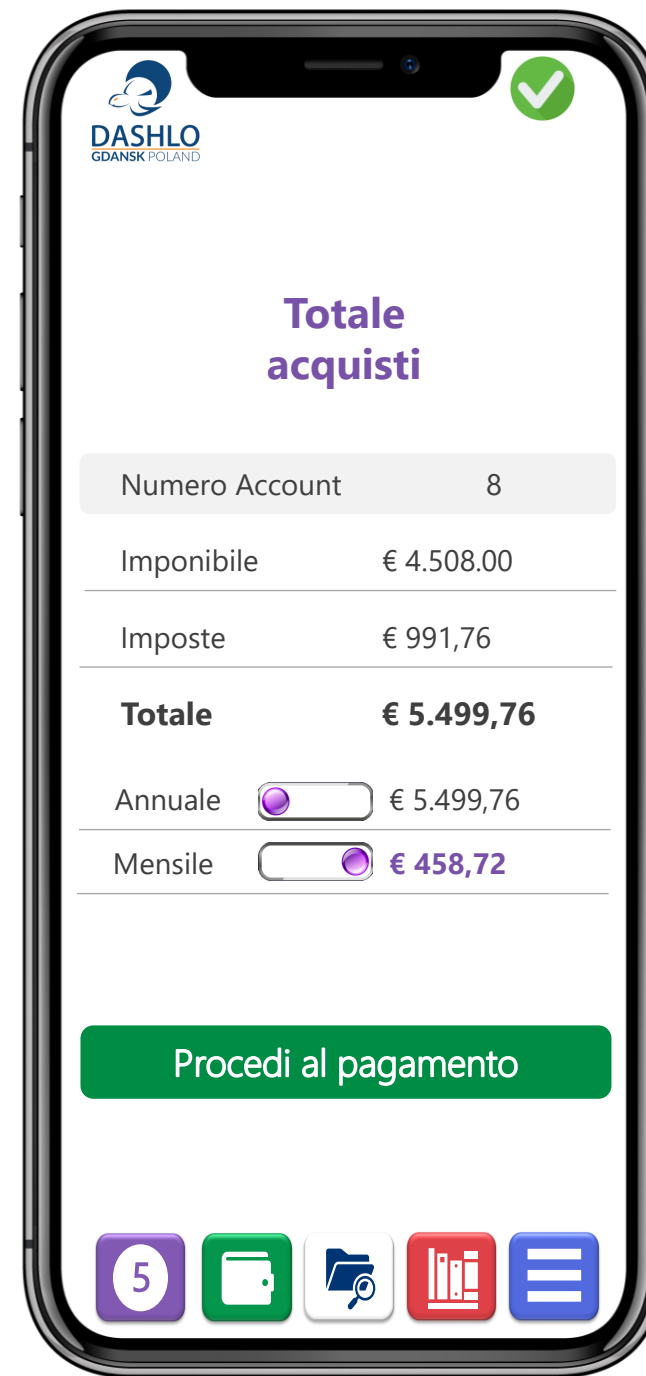 DASHLO
GDANSK POLAND
Totale
acquisti
Numero Account 8
Imponibile € 4.508.00
Imposte € 991,76
Totale € 5.499,76
Annuale € 5.499,76
Mensile € 458,72
Procedi al pagamento
5